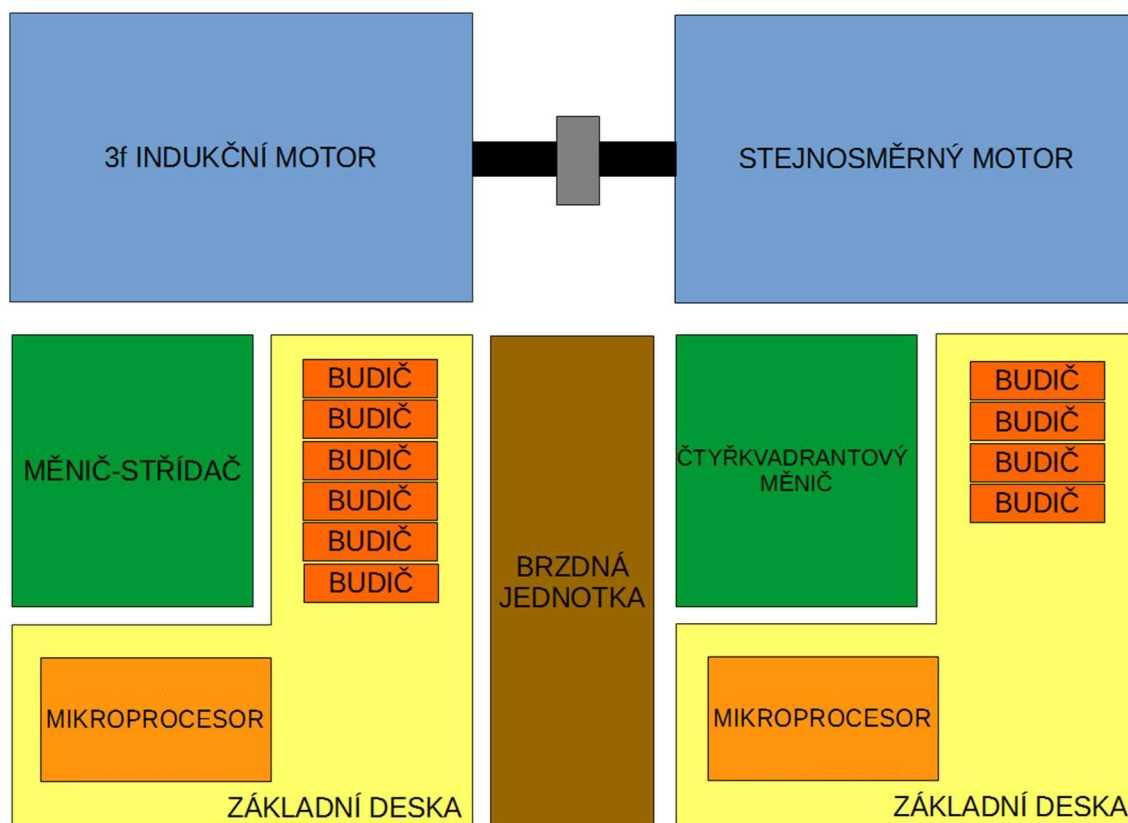 3f INDUKČNÍ MOTOR
STEJNOSMĚRNÝ MOTOR
MĚNIČ-STŘÍDAČ
BUDIČ
BUDIČ
BUDIČ
BUDIČ
BUDIČ
BUDIČ
MIKROPROCESOR
ZÁKLADNÍ DESKA
BRZDNÁ
JEDNOTKA
ČTYŘKVADRANTOVÝ
MĚNIČ
BUDIČ
BUDIČ
BUDIČ
BUDIČ
MIKROPROCESOR
ZÁKLADNÍ DESKA